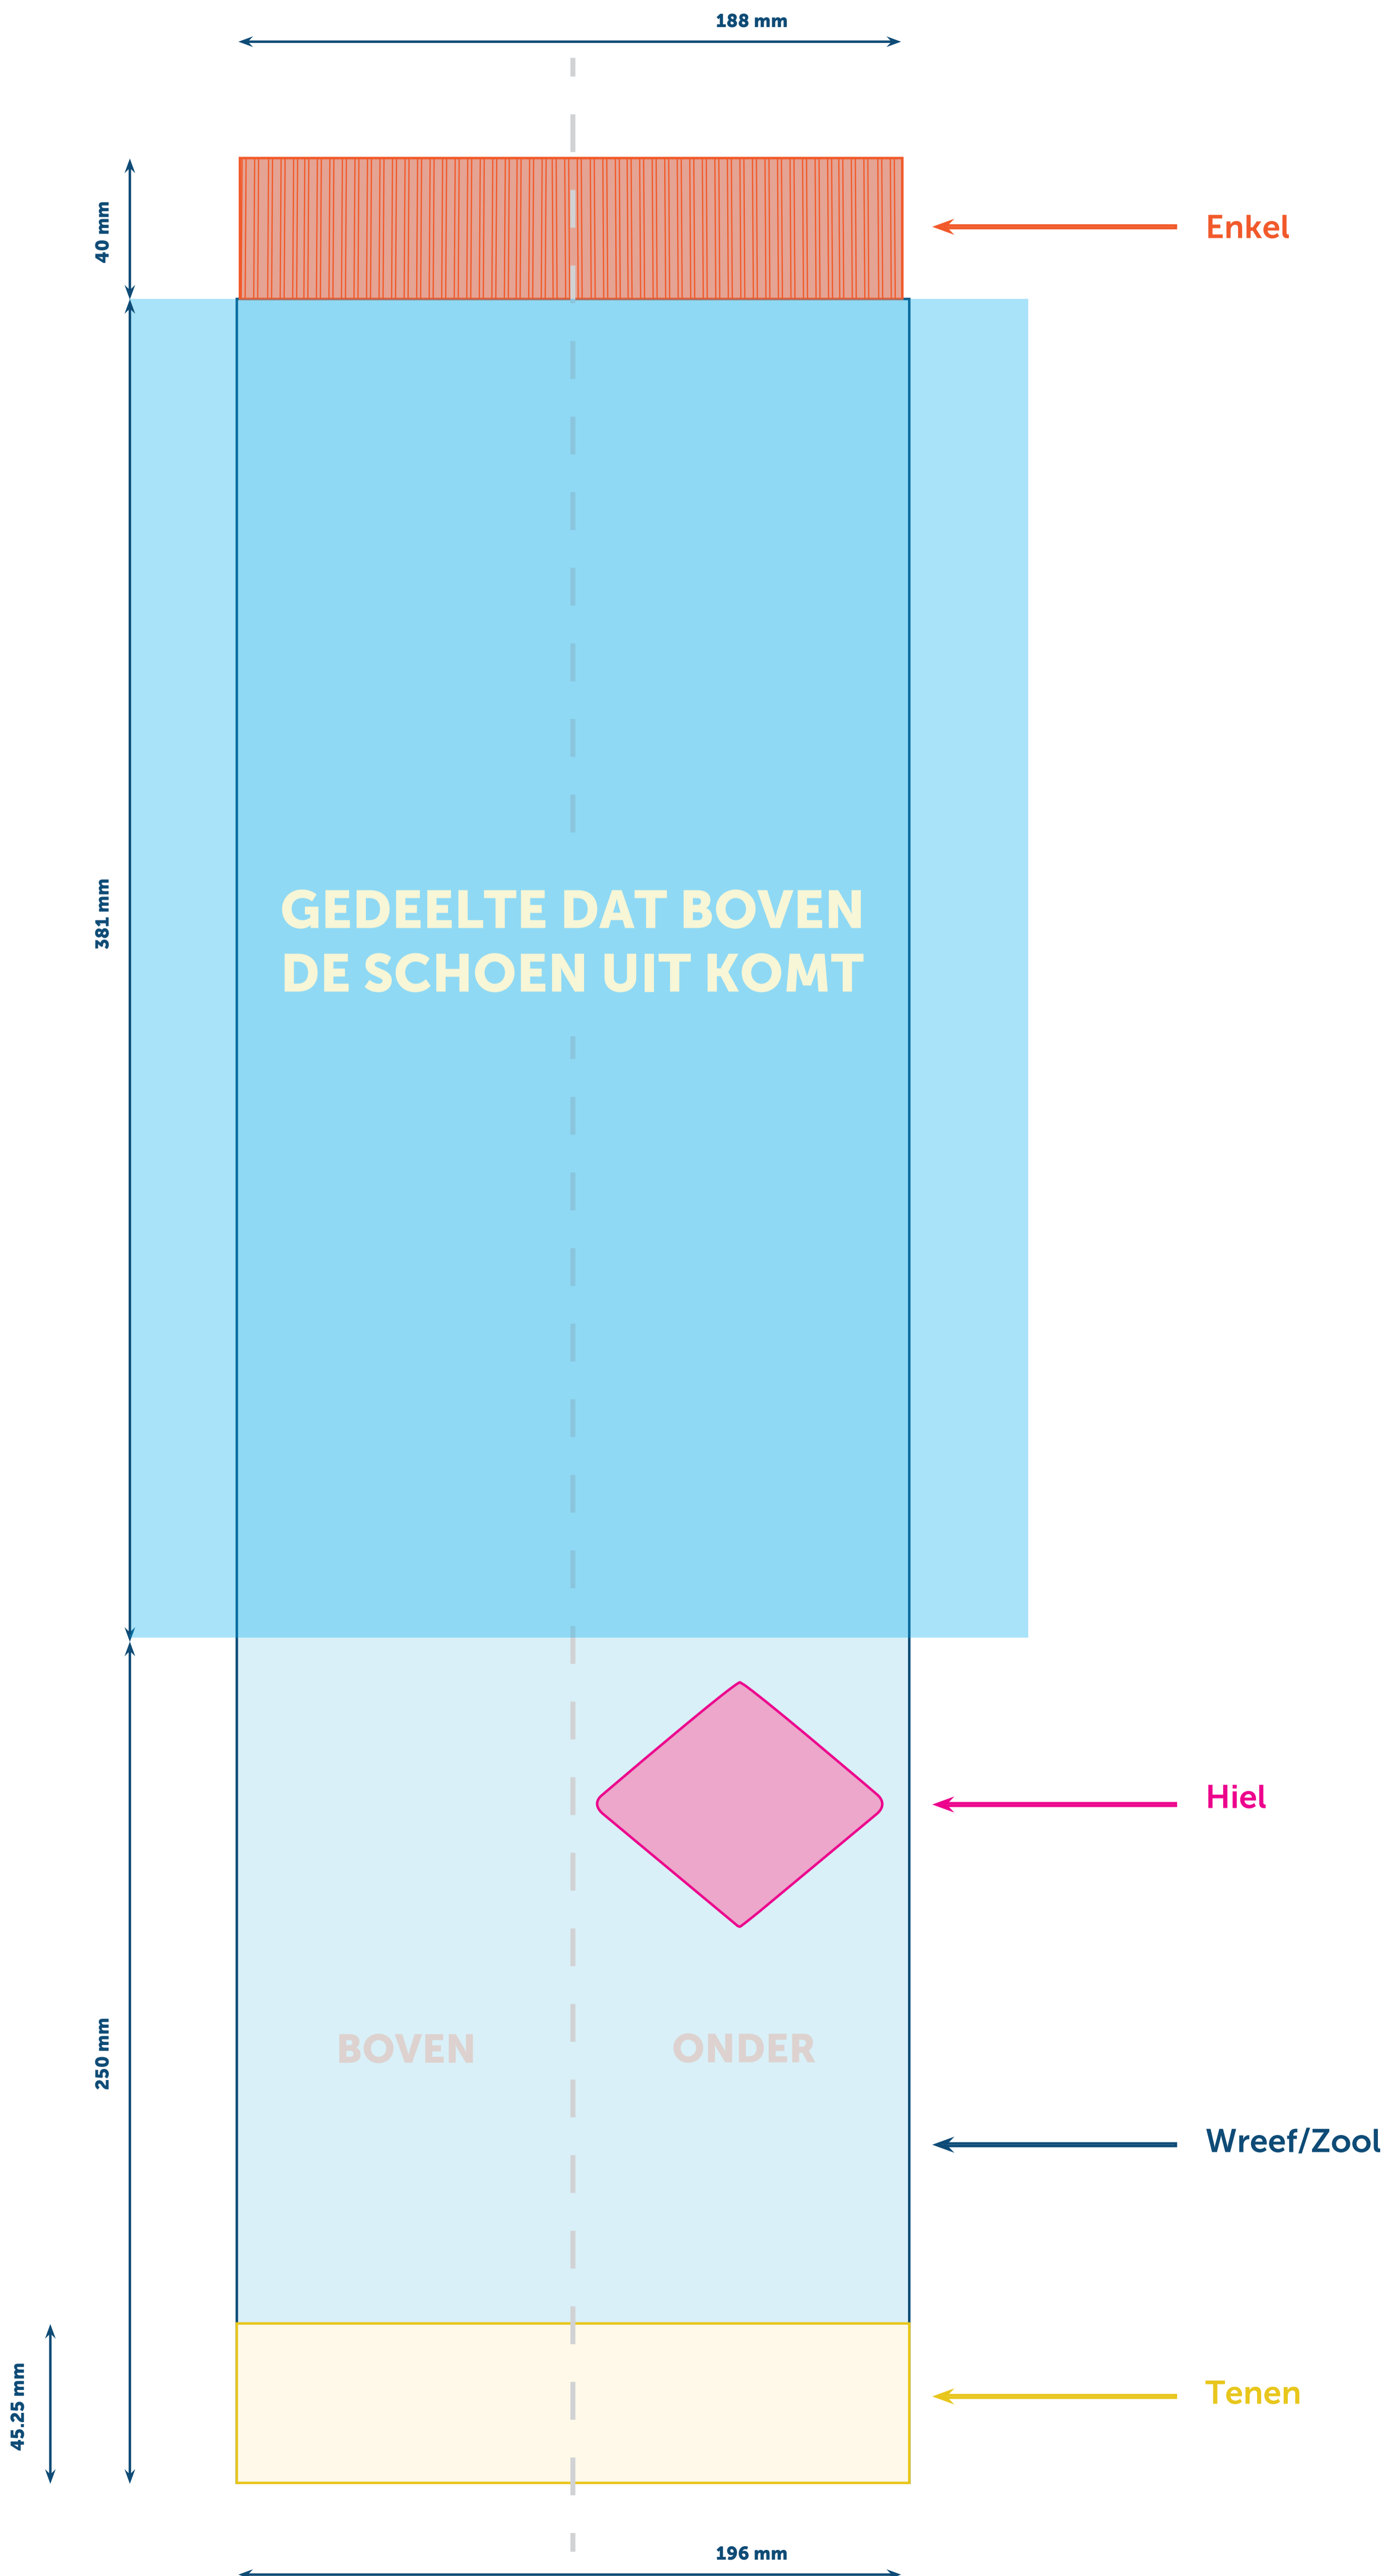 188 mm
40 mm
Enkel
381 mm
GEDEELTE DAT BOVEN
DE SCHOEN UIT KOMT
Hiel
250 mm
BOVEN
ONDER
Wreef/Zool
45.25 mm
Tenen
196 mm